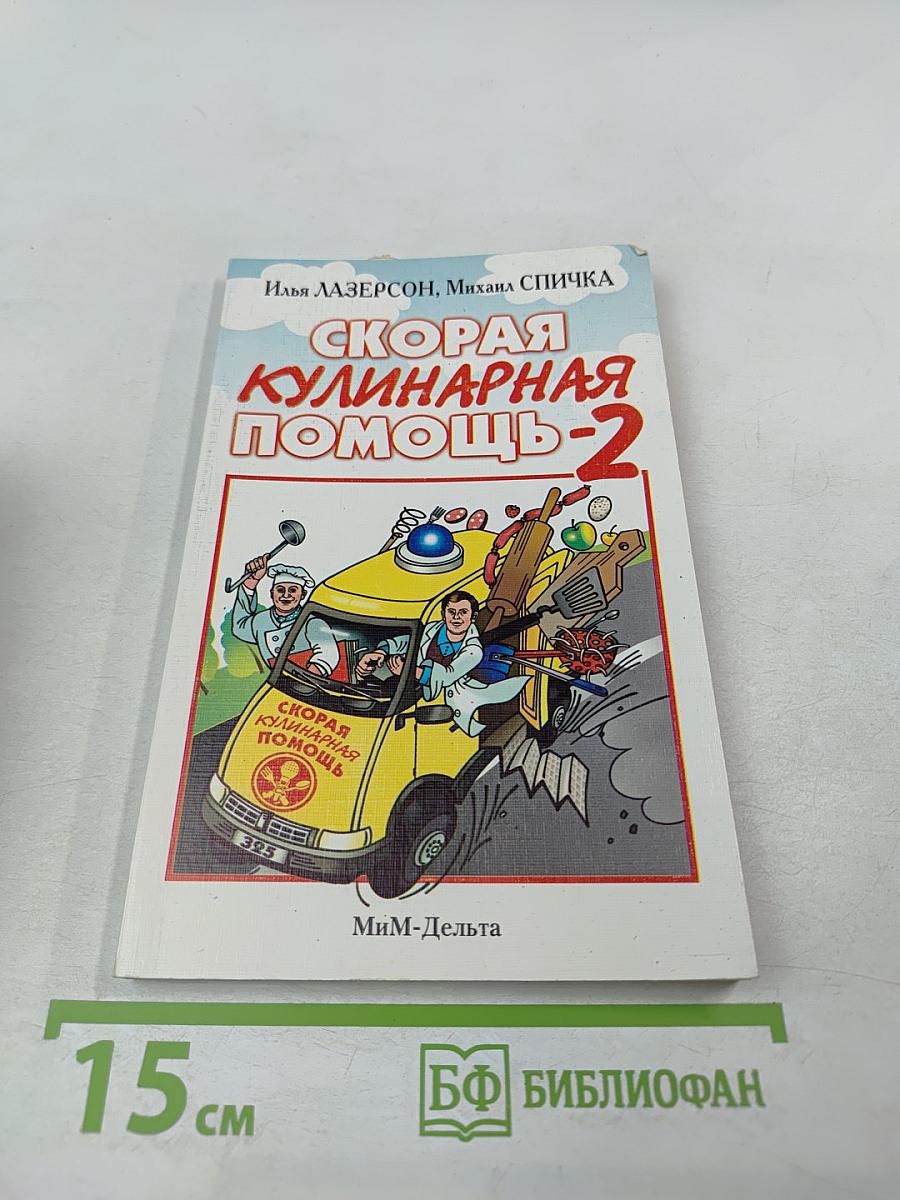 Илья ЛАЗЕРСОН, Михаил СПИЧКА
СКОРАЯ
КУЛИНАРНАЯ
ПОМОЩЬ-2
СКОРАЯ
КУЛИНАРНАЯ
ПОМОЩЬ
325
МиМ-Дельта
15 см
БФ БИБЛИОФАН